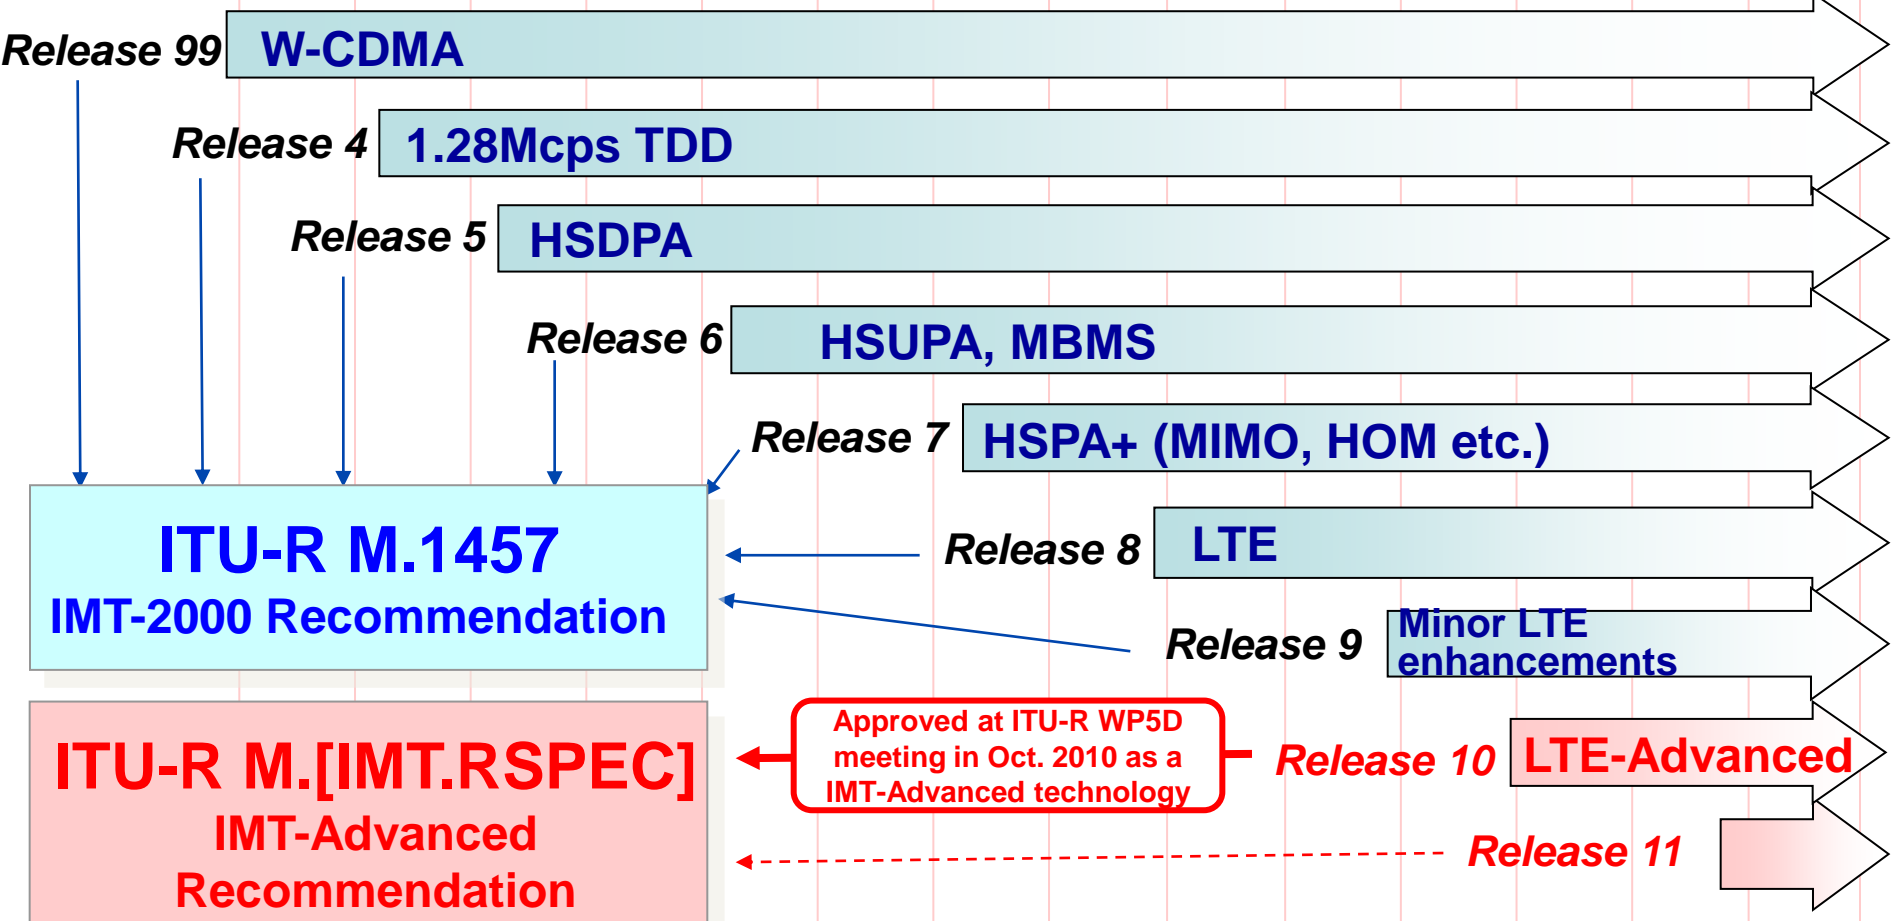 Release 99 W-CDMA
Release 4 1.28Mcps TDD
Release 5 HSDPA
Release 6 HSUPA, MBMS
Release 7 HSPA+ (MIMO, HOM etc.)
ITU-R M.1457
IMT-2000 Recommendation
Release 8 LTE
Release 9 Minor LTE
enhancements
ITU-R M.[IMT.RSPEC]
IMT-Advanced
Recommendation
Approved at ITU-R WP5D
meeting in Oct. 2010 as a
IMT-Advanced technology
Release 10 LTE-Advanced
Release 11